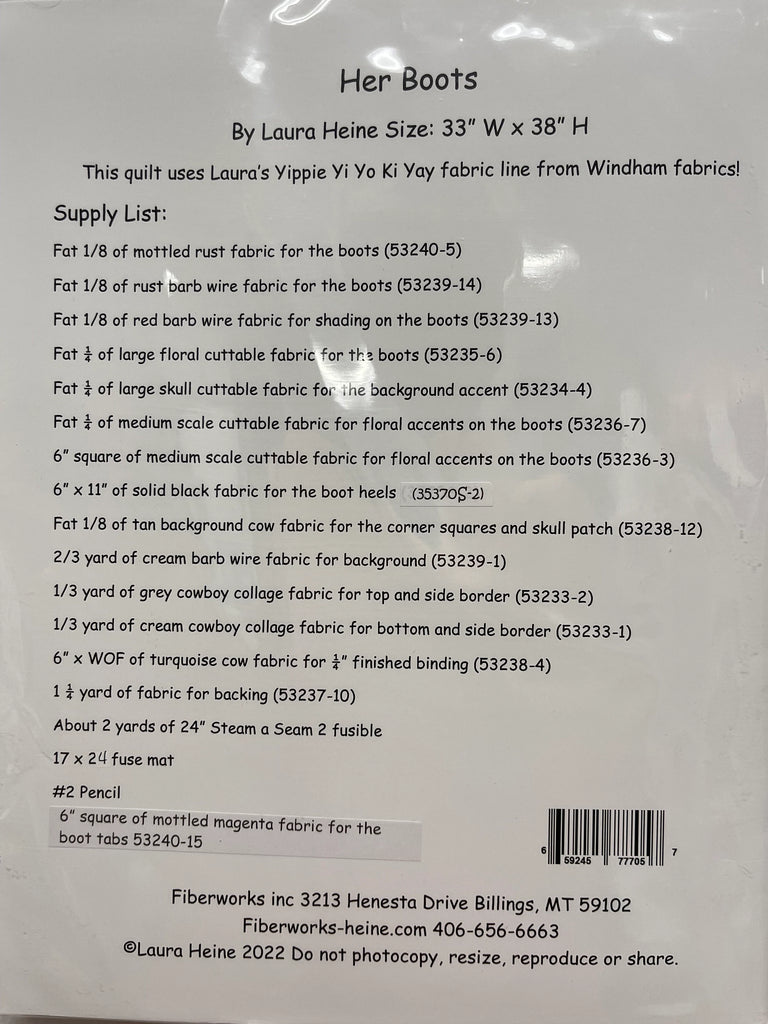 Her Boots
By Laura Heine Size: 33" W x 38" H
This quilt uses Laura's Yippie Yi Yo Ki Yay fabric line from Windham fabrics!
Supply List:
Fat 1/8 of mottled rust fabric for the boots (53240-5)
Fat 1/8 of rust barb wire fabric for the boots (53239-14)
Fat 1/8 of red barb wire fabric for shading on the boots (53239-13)
Fat ¼ of large floral cuttable fabric for the boots (53235-6)
Fat ¼ of large skull cuttable fabric for the background accent (53234-4)
Fat ¼ of medium scale cuttable fabric for floral accents on the boots (53236-7)
6" square of medium scale cuttable fabric for floral accents on the boots (53236-3)
6" x 11" of solid black fabric for the boot heels (35370S-2)
Fat 1/8 of tan background cow fabric for the corner squares and skull patch (53238-12)
2/3 yard of cream barb wire fabric for background (53239-1)
1/3 yard of grey cowboy collage fabric for top and side border (53233-2)
1/3 yard of cream cowboy collage fabric for bottom and side border (53233-1)
6" x WOF of turquoise cow fabric for ¼" finished binding (53238-4)
1 ¼ yard of fabric for backing (53237-10)
About 2 yards of 24" Steam a Seam 2 fusible
17 x 24 fuse mat
#2 Pencil
6" square of mottled magenta fabric for the
boot tabs 53240-15
6 59245 77705 7
Fiberworks inc 3213 Henesta Drive Billings, MT 59102
Fiberworks-heine.com 406-656-6663
©Laura Heine 2022 Do not photocopy, resize, reproduce or share.